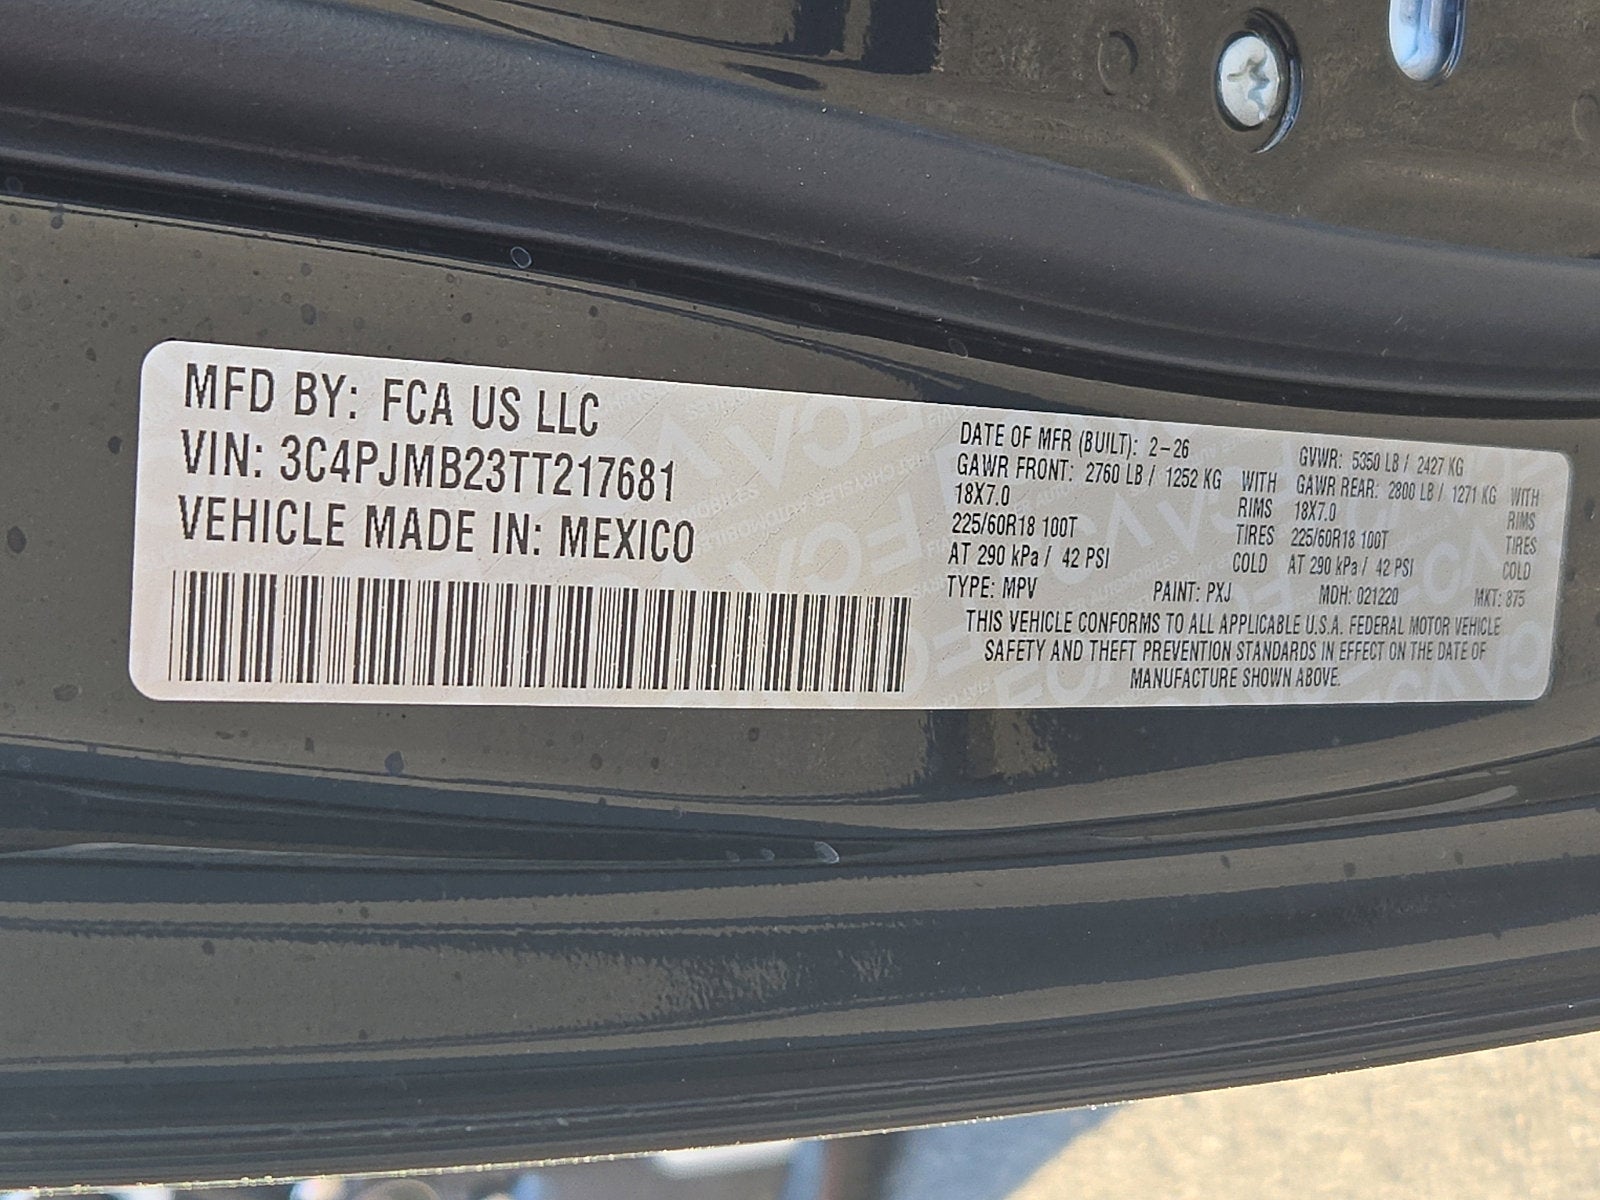 MFD BY: FCA US LLC
VIN: 3C4PJMB23TT217681
VEHICLE MADE IN: MEXICO
DATE OF MFR (BUILT): 2-26 GVWR: 5350 LB / 2427 KG
GAWR FRONT: 2760 LB / 1252 KG WITH GAWR REAR: 2800 LB / 1271 KG WITH
18X7.0 RIMS 18X7.0 RIMS
225/60R18 100T TIRES 225/60R18 100T TIRES
AT 290 kPa / 42 PSI COLD AT 290 kPa / 42 PSI COLD
TYPE: MPV PAINT: PXJ MDH: 021220 MKT: 875
THIS VEHICLE CONFORMS TO ALL APPLICABLE U.S.A. FEDERAL MOTOR VEHICLE
SAFETY AND THEFT PREVENTION STANDARDS IN EFFECT ON THE DATE OF
MANUFACTURE SHOWN ABOVE.